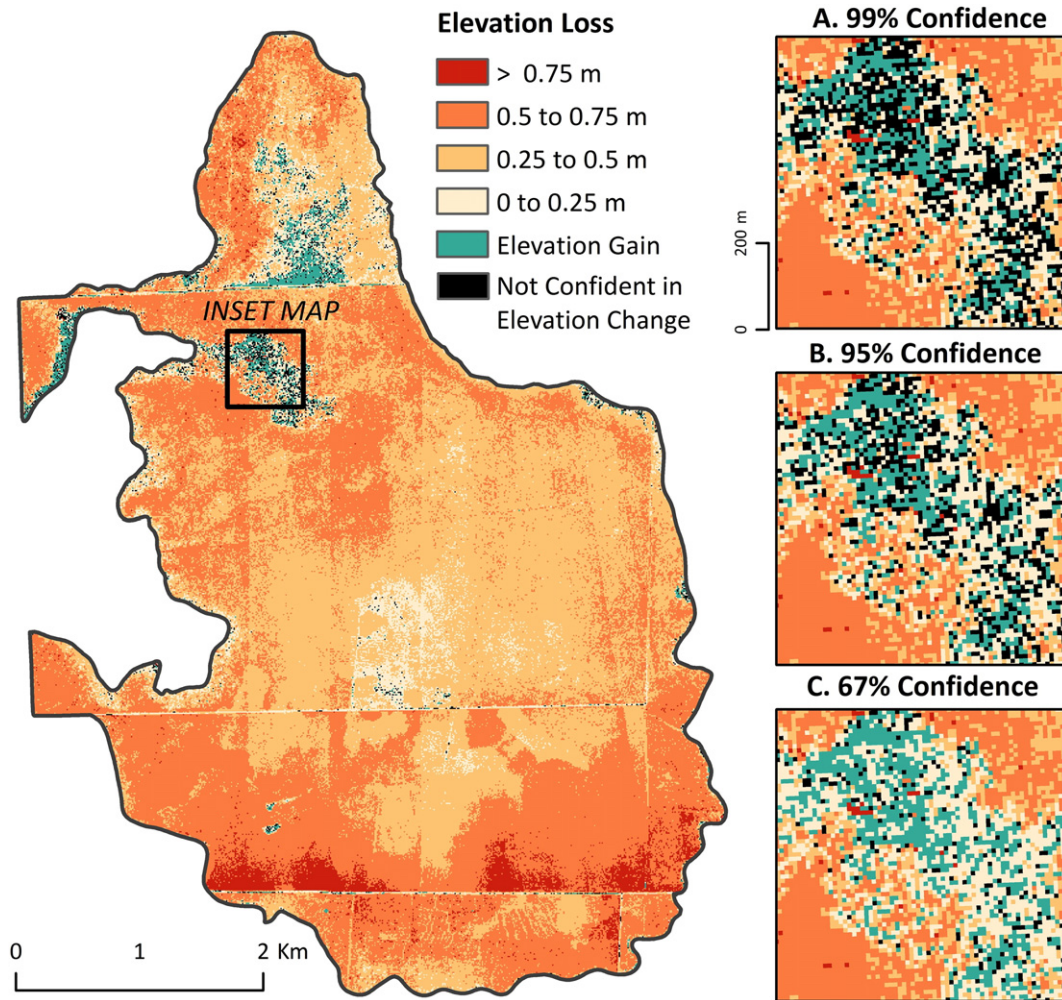 Elevation Loss
> 0.75 m
0.5 to 0.75 m
0.25 to 0.5 m
0 to 0.25 m
Elevation Gain
Not Confident in
Elevation Change
INSET MAP
0 1 2 Km
A. 99% Confidence
200 m
0
B. 95% Confidence
C. 67% Confidence